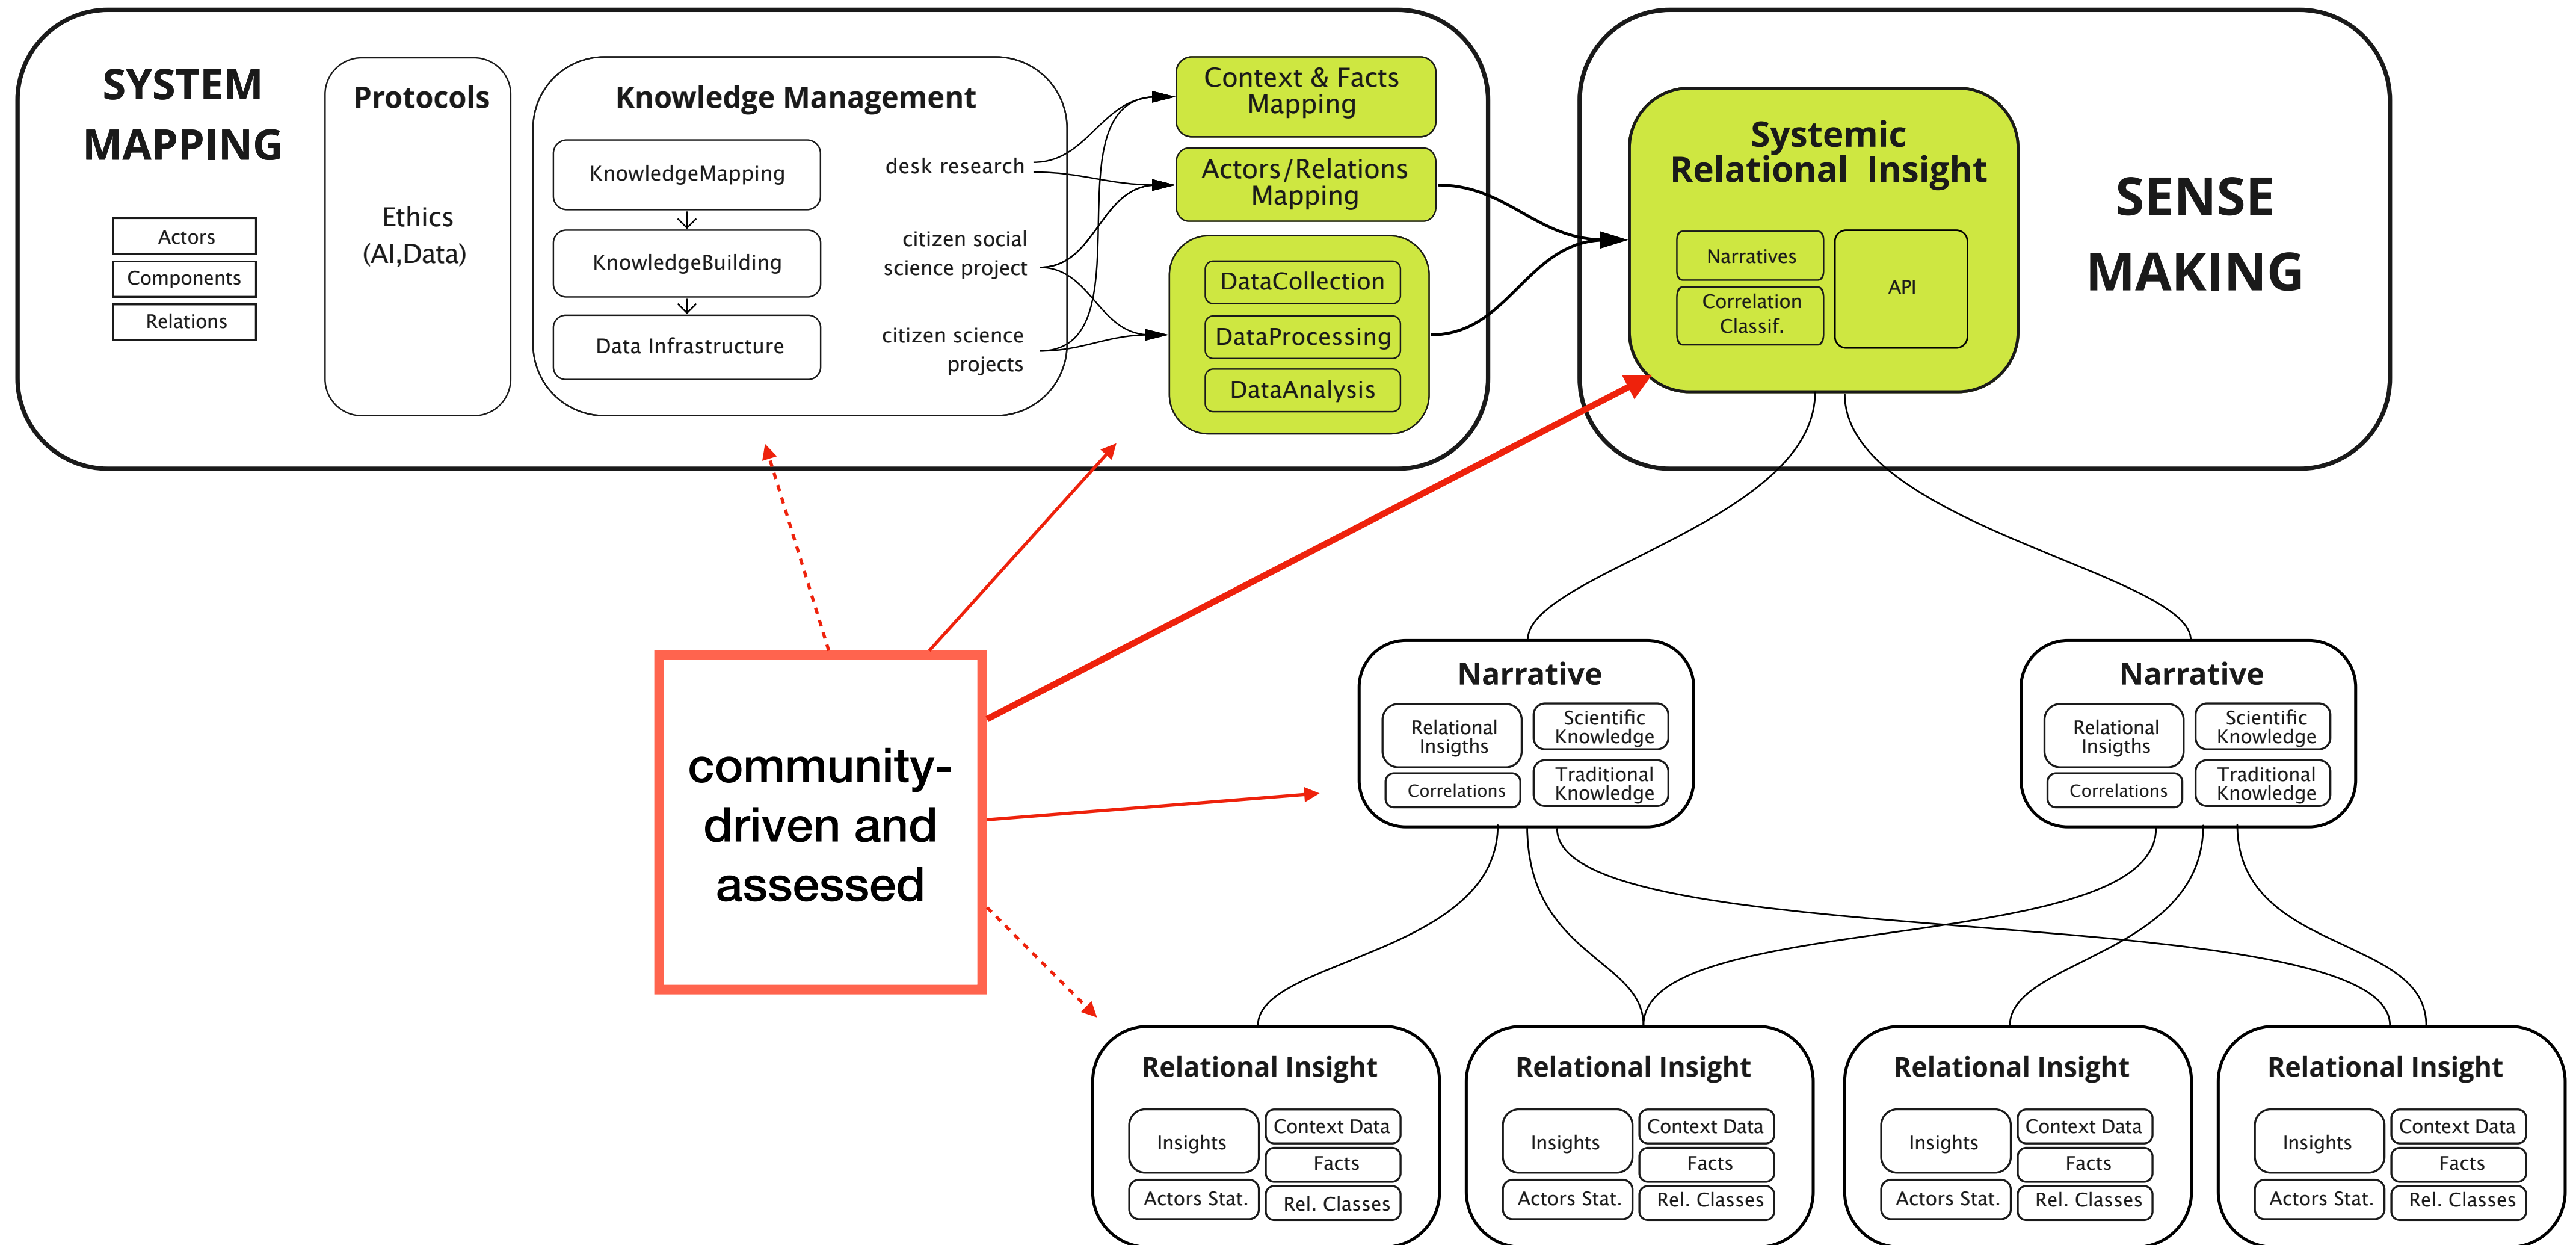 SYSTEM
MAPPING
Actors
Components
Relations
Protocols
Ethics
(AI,Data)
Knowledge Management
KnowledgeMapping
KnowledgeBuilding
Data Infrastructure
desk research
citizen social
science project
citizen science
projects
Context & Facts
Mapping
Actors/Relations
Mapping
DataCollection
DataProcessing
DataAnalysis
Systemic
Relational Insight
Narratives
Correlation
Classif.
API
SENSE
MAKING
community-
driven and
assessed
Narrative
Relational
Insigths
Correlations
Scientific
Knowledge
Traditional
Knowledge
Narrative
Relational
Insigths
Correlations
Scientific
Knowledge
Traditional
Knowledge
Relational Insight
Insights
Actors Stat.
Context Data
Facts
Rel. Classes
Relational Insight
Insights
Actors Stat.
Context Data
Facts
Rel. Classes
Relational Insight
Insights
Actors Stat.
Context Data
Facts
Rel. Classes
Relational Insight
Insights
Actors Stat.
Context Data
Facts
Rel. Classes